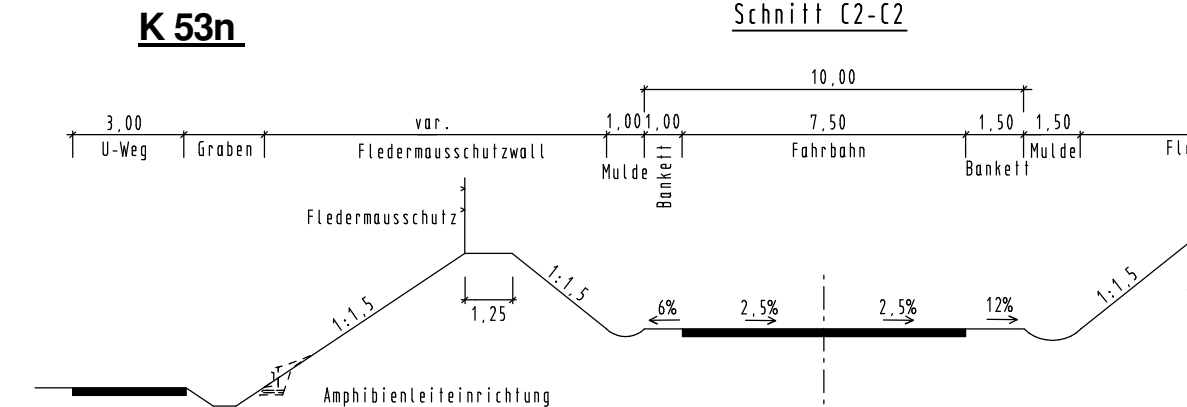 K 53n
Schnitt C2-C2
10,00
3,00
var.
1,00
1,00
7,50
1,50
1,50
U-Weg
Graben
Fledermausschutzwall
Mulde
Bankett
Fahrbahn
Bankett
Mulde
Fledermausschutz
1:1,5
1,25
1:1,5
6%
2,5%
2,5%
12%
1:1,5
Amphibienleiteinrichtung